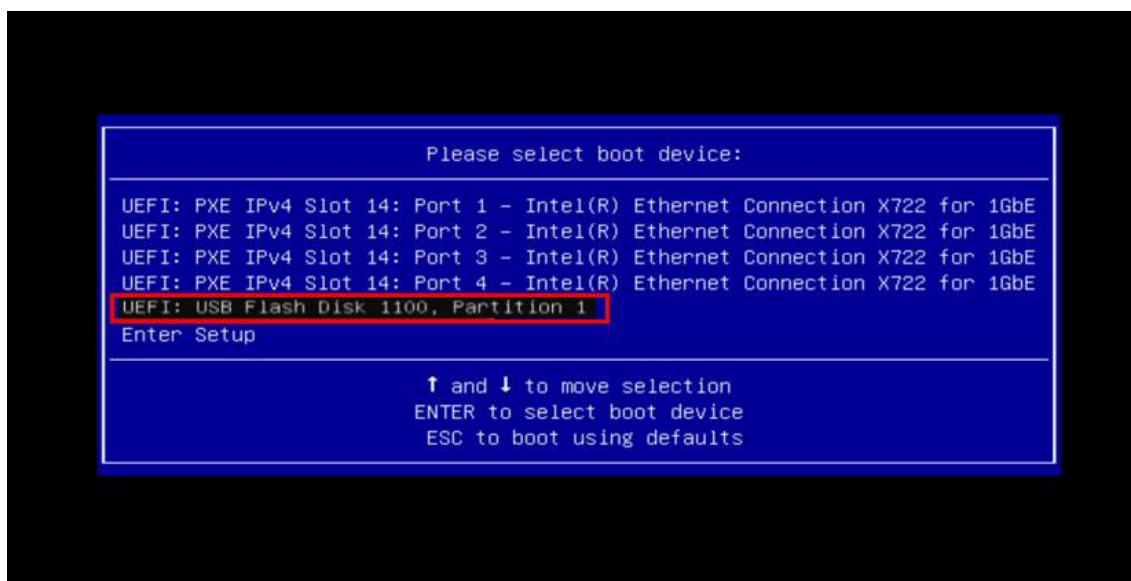 Please select boot device:
UEFI: PXE IPv4 Slot 14: Port 1 – Intel(R) Ethernet Connection X722 for 1GbE
UEFI: PXE IPv4 Slot 14: Port 2 – Intel(R) Ethernet Connection X722 for 1GbE
UEFI: PXE IPv4 Slot 14: Port 3 – Intel(R) Ethernet Connection X722 for 1GbE
UEFI: PXE IPv4 Slot 14: Port 4 – Intel(R) Ethernet Connection X722 for 1GbE
UEFI: USB Flash Disk 1100, Partition 1
Enter Setup
↑ and ↓ to move selection
ENTER to select boot device
ESC to boot using defaults